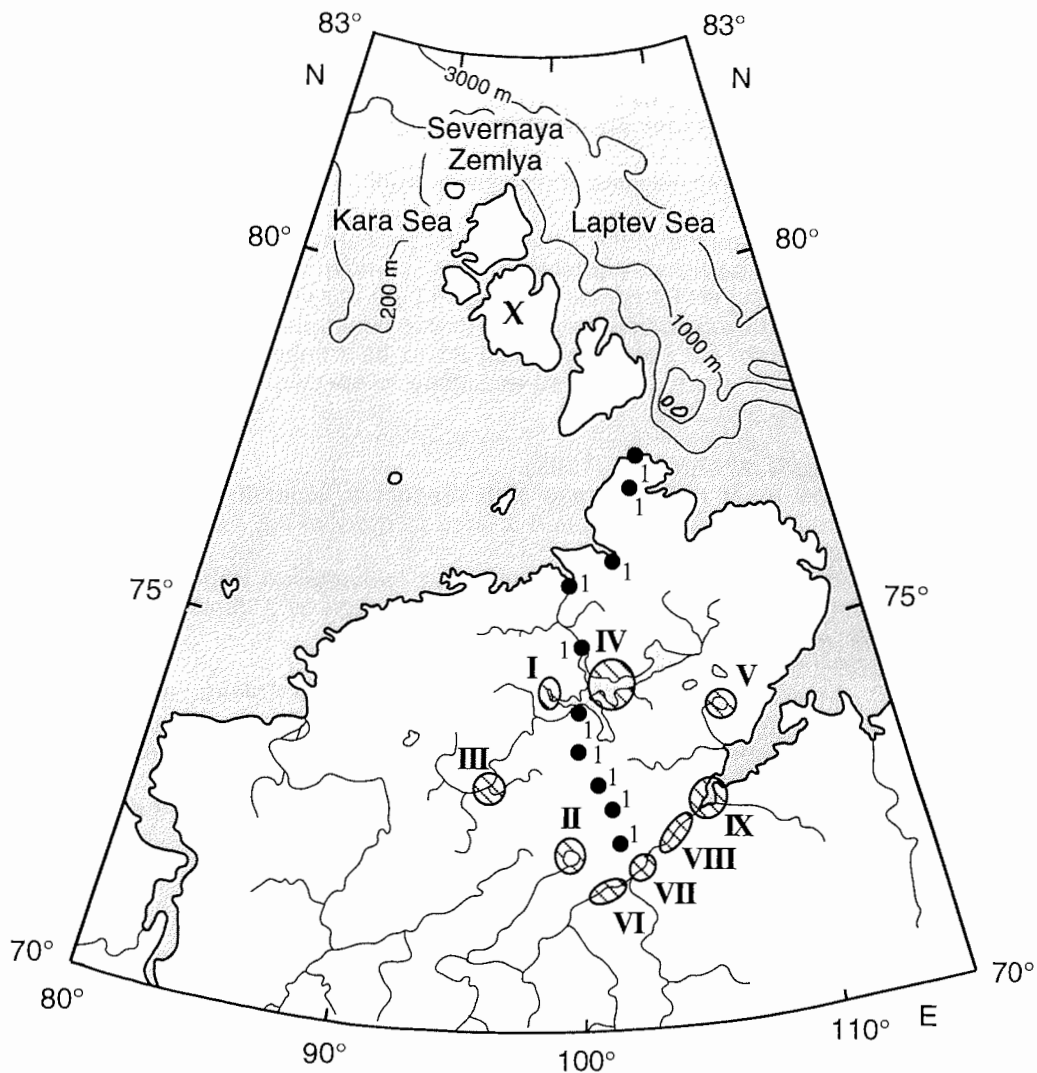 83°
83°
N
N
3000 m
Severnaya
Zemlya
Kara Sea
Laptev Sea
80°
80°
200 m
X
1000 m
1
1
1
75°
1
75°
1
IV
I
V
1
III
1
1
II
1
IX
1
VIII
VII
VI
70°
70°
80°
E
110°
90°
100°